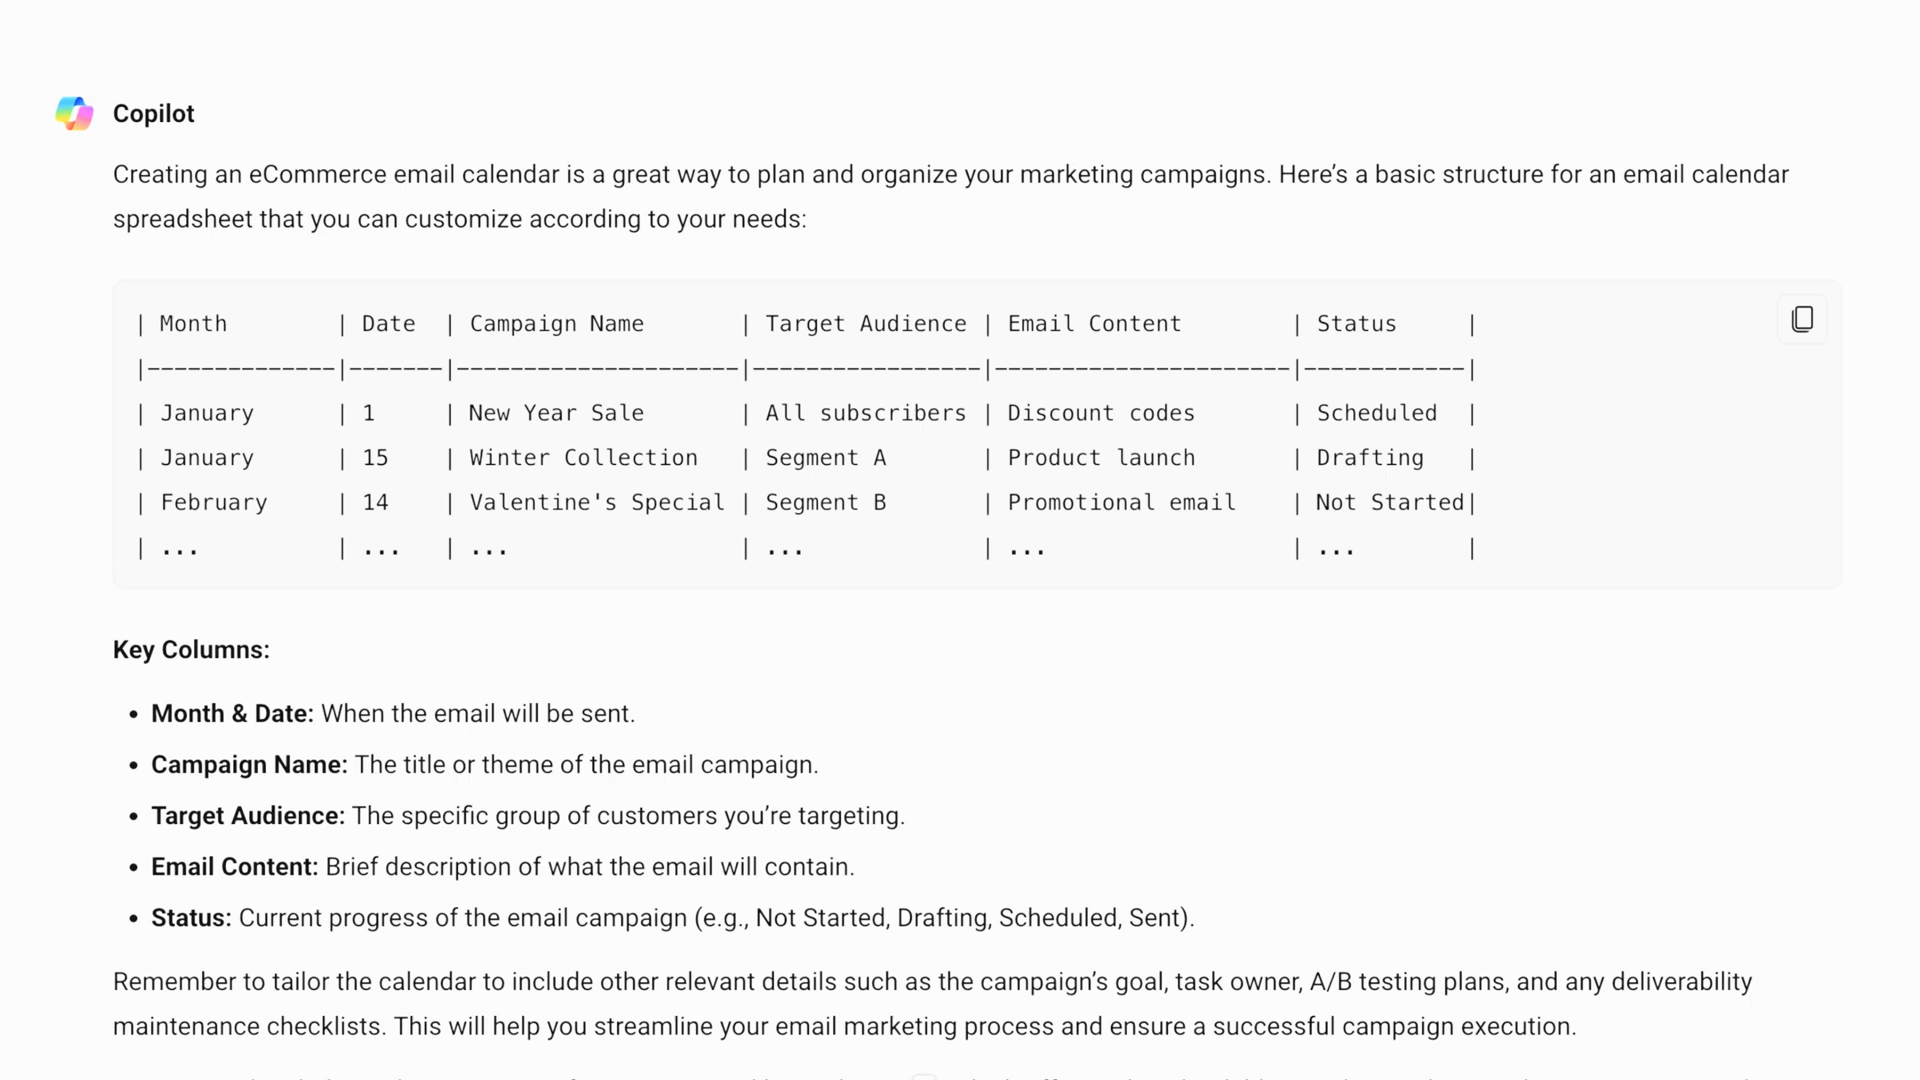 Copilot
Creating an eCommerce email calendar is a great way to plan and organize your marketing campaigns. Here’s a basic structure for an email calendar
spreadsheet that you can customize according to your needs:
| Month | Date | Campaign Name | Target Audience | Email Content | Status |
|--------------|-------|---------------------|-----------------|----------------------|------------|
| January | 1 | New Year Sale | All subscribers | Discount codes | Scheduled |
| January | 15 | Winter Collection | Segment A | Product launch | Drafting |
| February | 14 | Valentine's Special | Segment B | Promotional email | Not Started|
| ... | ... | ... | ... | ... | ... |
Key Columns:
• Month & Date: When the email will be sent.
• Campaign Name: The title or theme of the email campaign.
• Target Audience: The specific group of customers you’re targeting.
• Email Content: Brief description of what the email will contain.
• Status: Current progress of the email campaign (e.g., Not Started, Drafting, Scheduled, Sent).
Remember to tailor the calendar to include other relevant details such as the campaign’s goal, task owner, A/B testing plans, and any deliverability
maintenance checklists. This will help you streamline your email marketing process and ensure a successful campaign execution.